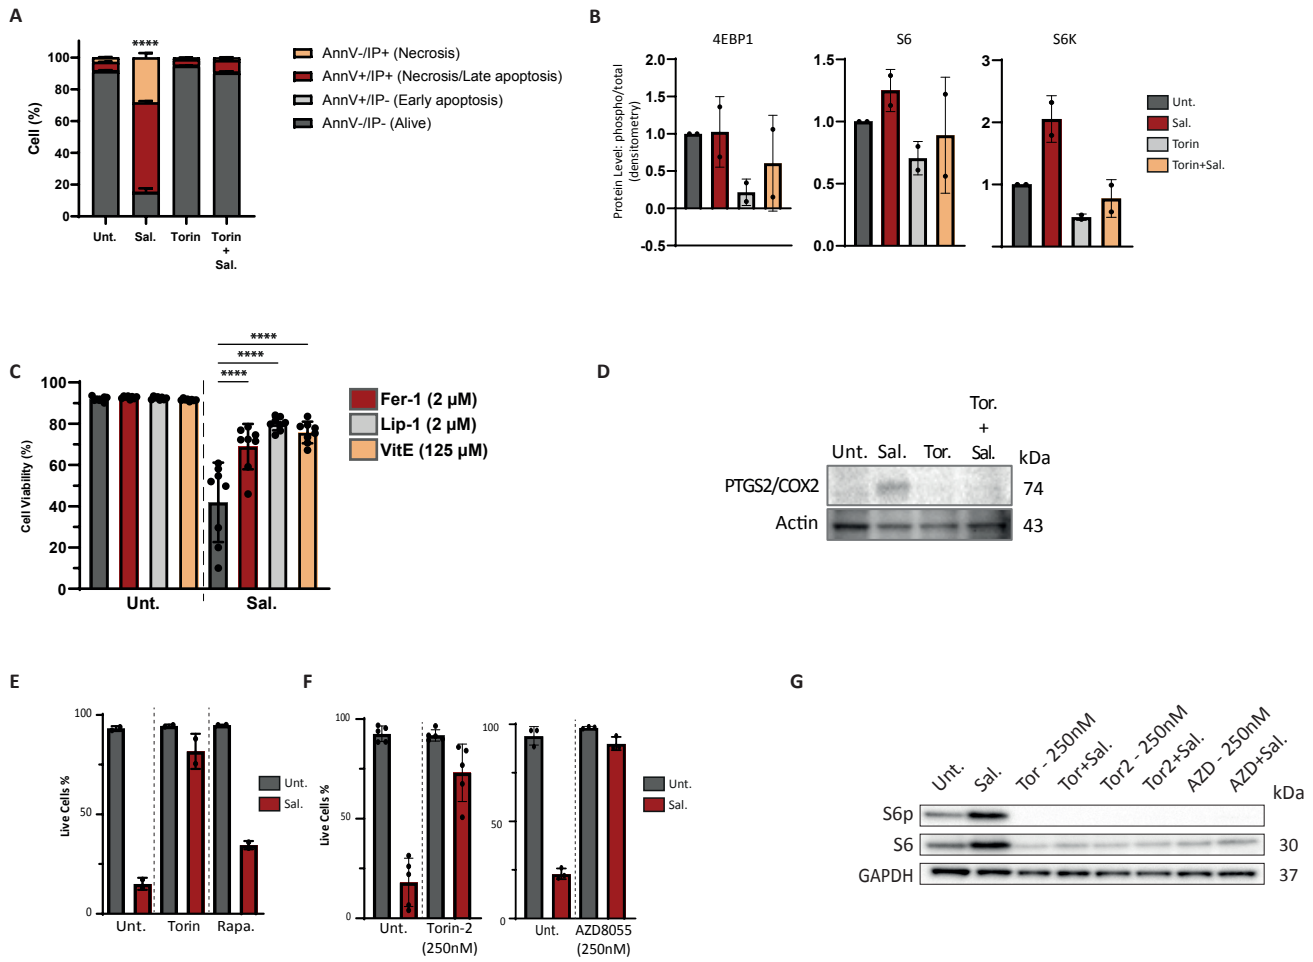 A
****
100
80
60
40
20
0
Cell (%)
Unt.
Sal.
Torin
Torin
+
Sal.
AnnV-/IP+ (Necrosis)
AnnV+/IP+ (Necrosis/Late apoptosis)
AnnV+/IP- (Early apoptosis)
AnnV-/IP- (Alive)
B
Protein Level: phospho/total
(densitometry)
4EBP1
2.0
1.5
1.0
0.5
0.0
-0.5
S6
1.5
1.0
0.5
0.0
S6K
3
2
1
0
Unt.
Sal.
Torin
Torin+Sal.
C
****
****
****
100
80
60
40
20
0
Cell Viability (%)
Unt.
Sal.
Fer-1 (2 μM)
Lip-1 (2 μM)
VitE (125 μM)
D
Unt.
Sal.
Tor.
Tor.
+
Sal.
kDa
PTGS2/COX2
74
Actin
43
E
Live Cells %
100
50
0
Unt.
Torin
Rapa.
Unt.
Sal.
F
Live Cells %
100
50
0
Unt.
Torin-2
(250nM)
Unt.
Sal.
100
50
0
Unt.
AZD8055
(250nM)
Unt.
Sal.
G
Unt.
Sal.
Tor - 250nM
Tor+Sal.
Tor2 - 250nM
Tor2+Sal.
AZD - 250nM
AZD+Sal.
kDa
S6p
S6
30
GAPDH
37